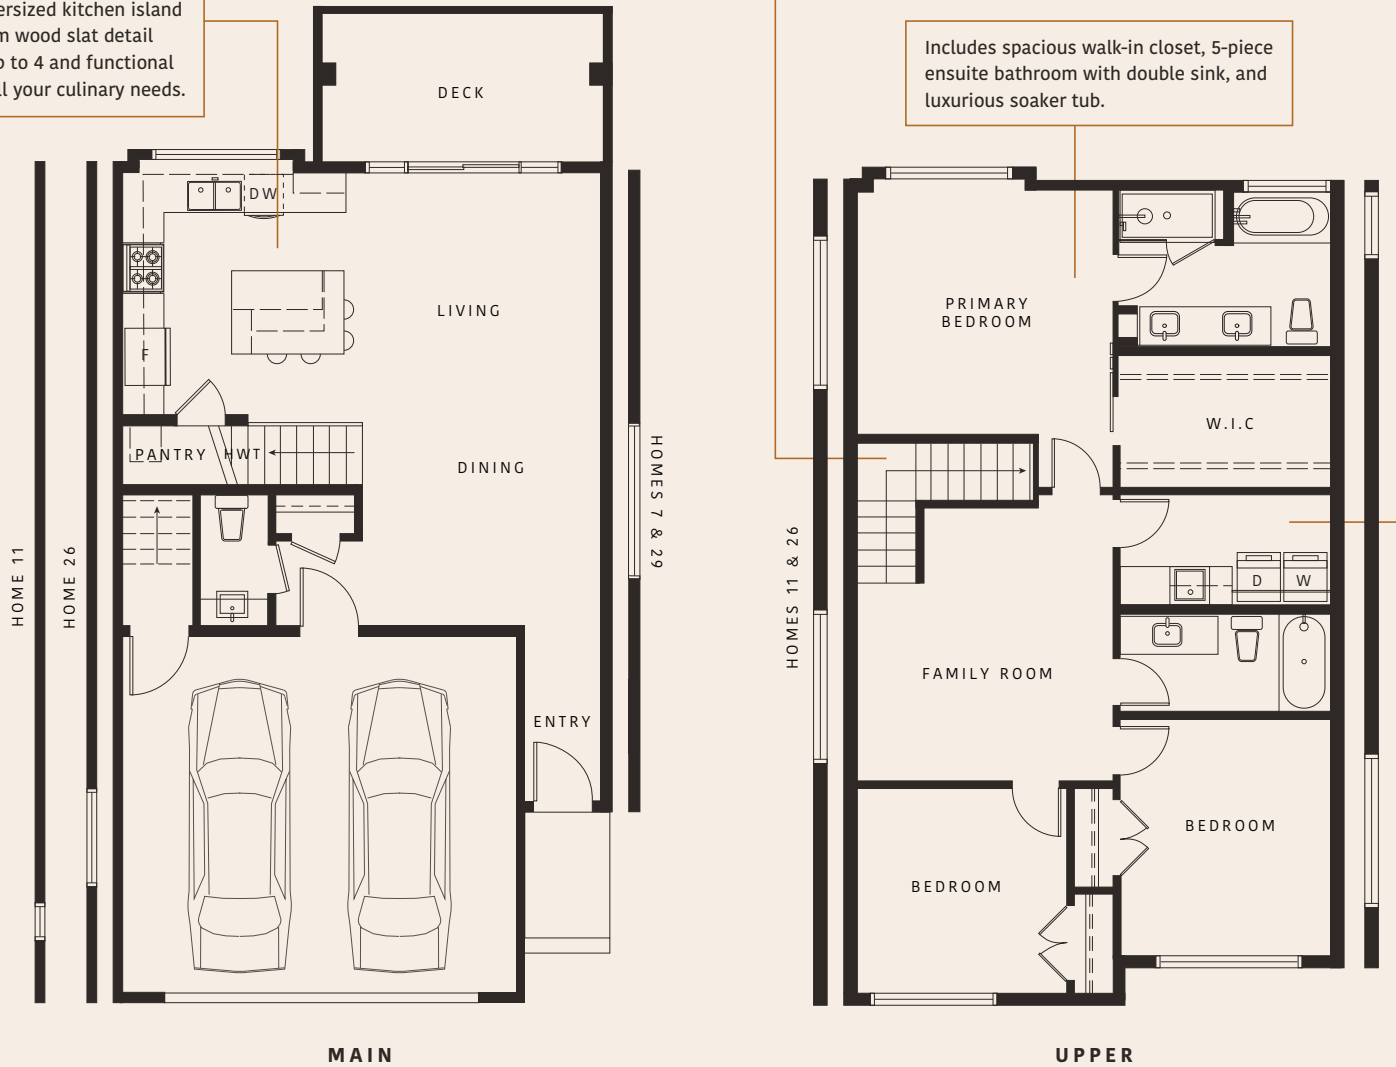 kitchen island
wood slat detail
to 4 and functional
your culinary needs.
Includes spacious walk-in closet, 5-piece
ensuite bathroom with double sink, and
luxurious soaker tub.
DECK
DW
LIVING
F
PANTRY
HWT
DINING
ENTRY
HOME 11
HOME 26
HOMES 7 & 29
MAIN
PRIMARY
BEDROOM
W.I.C
D
W
FAMILY ROOM
BEDROOM
BEDROOM
HOMES 11 & 26
UPPER